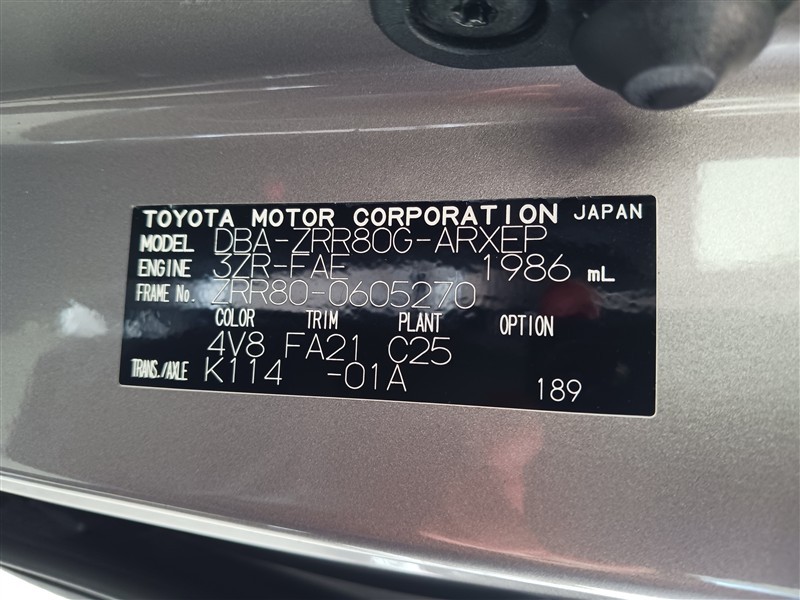 TOYOTA MOTOR CORPORATION JAPAN
MODEL DBA-ZRR80G-ARXEP
ENGINE 3ZR-FAE 1986 mL
FRAME No. ZRR80-0605270
COLOR TRIM PLANT OPTION
4V8 FA21 C25
TRANS./AXLE K114 -01A
189